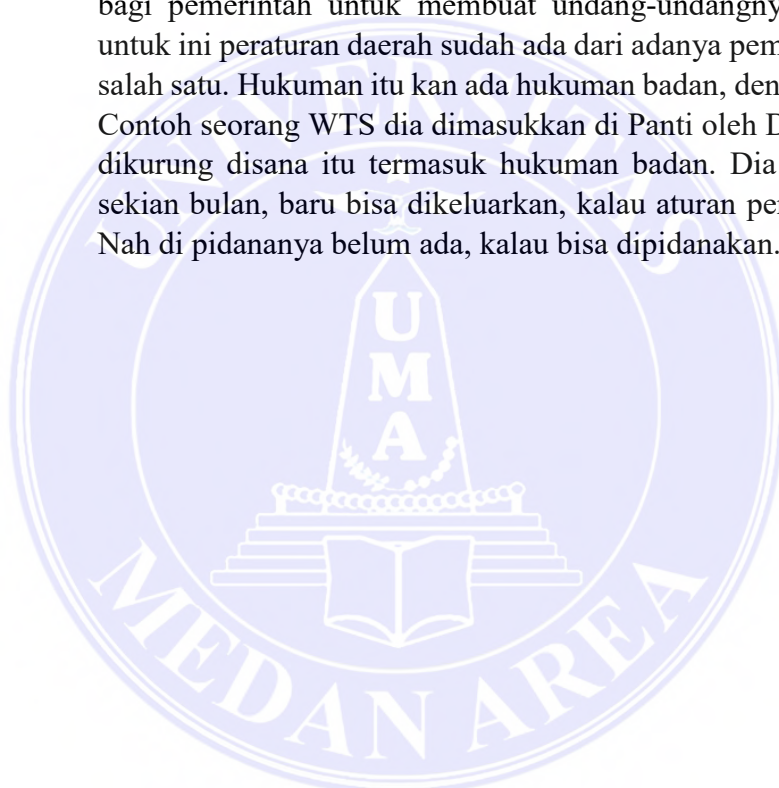 bagi pemerintah untuk membuat undang-undangny
untuk ini peraturan daerah sudah ada dari adanya pem
salah satu. Hukuman itu kan ada hukuman badan, den
Contoh seorang WTS dia dimasukkan di Panti oleh D
dikurung disana itu termasuk hukuman badan. Dia
sekian bulan, baru bisa dikeluarkan, kalau aturan per
Nah di pidananya belum ada, kalau bisa dipidanakan.
UNIVERSITAS
U
M
A
MEDAN AREA